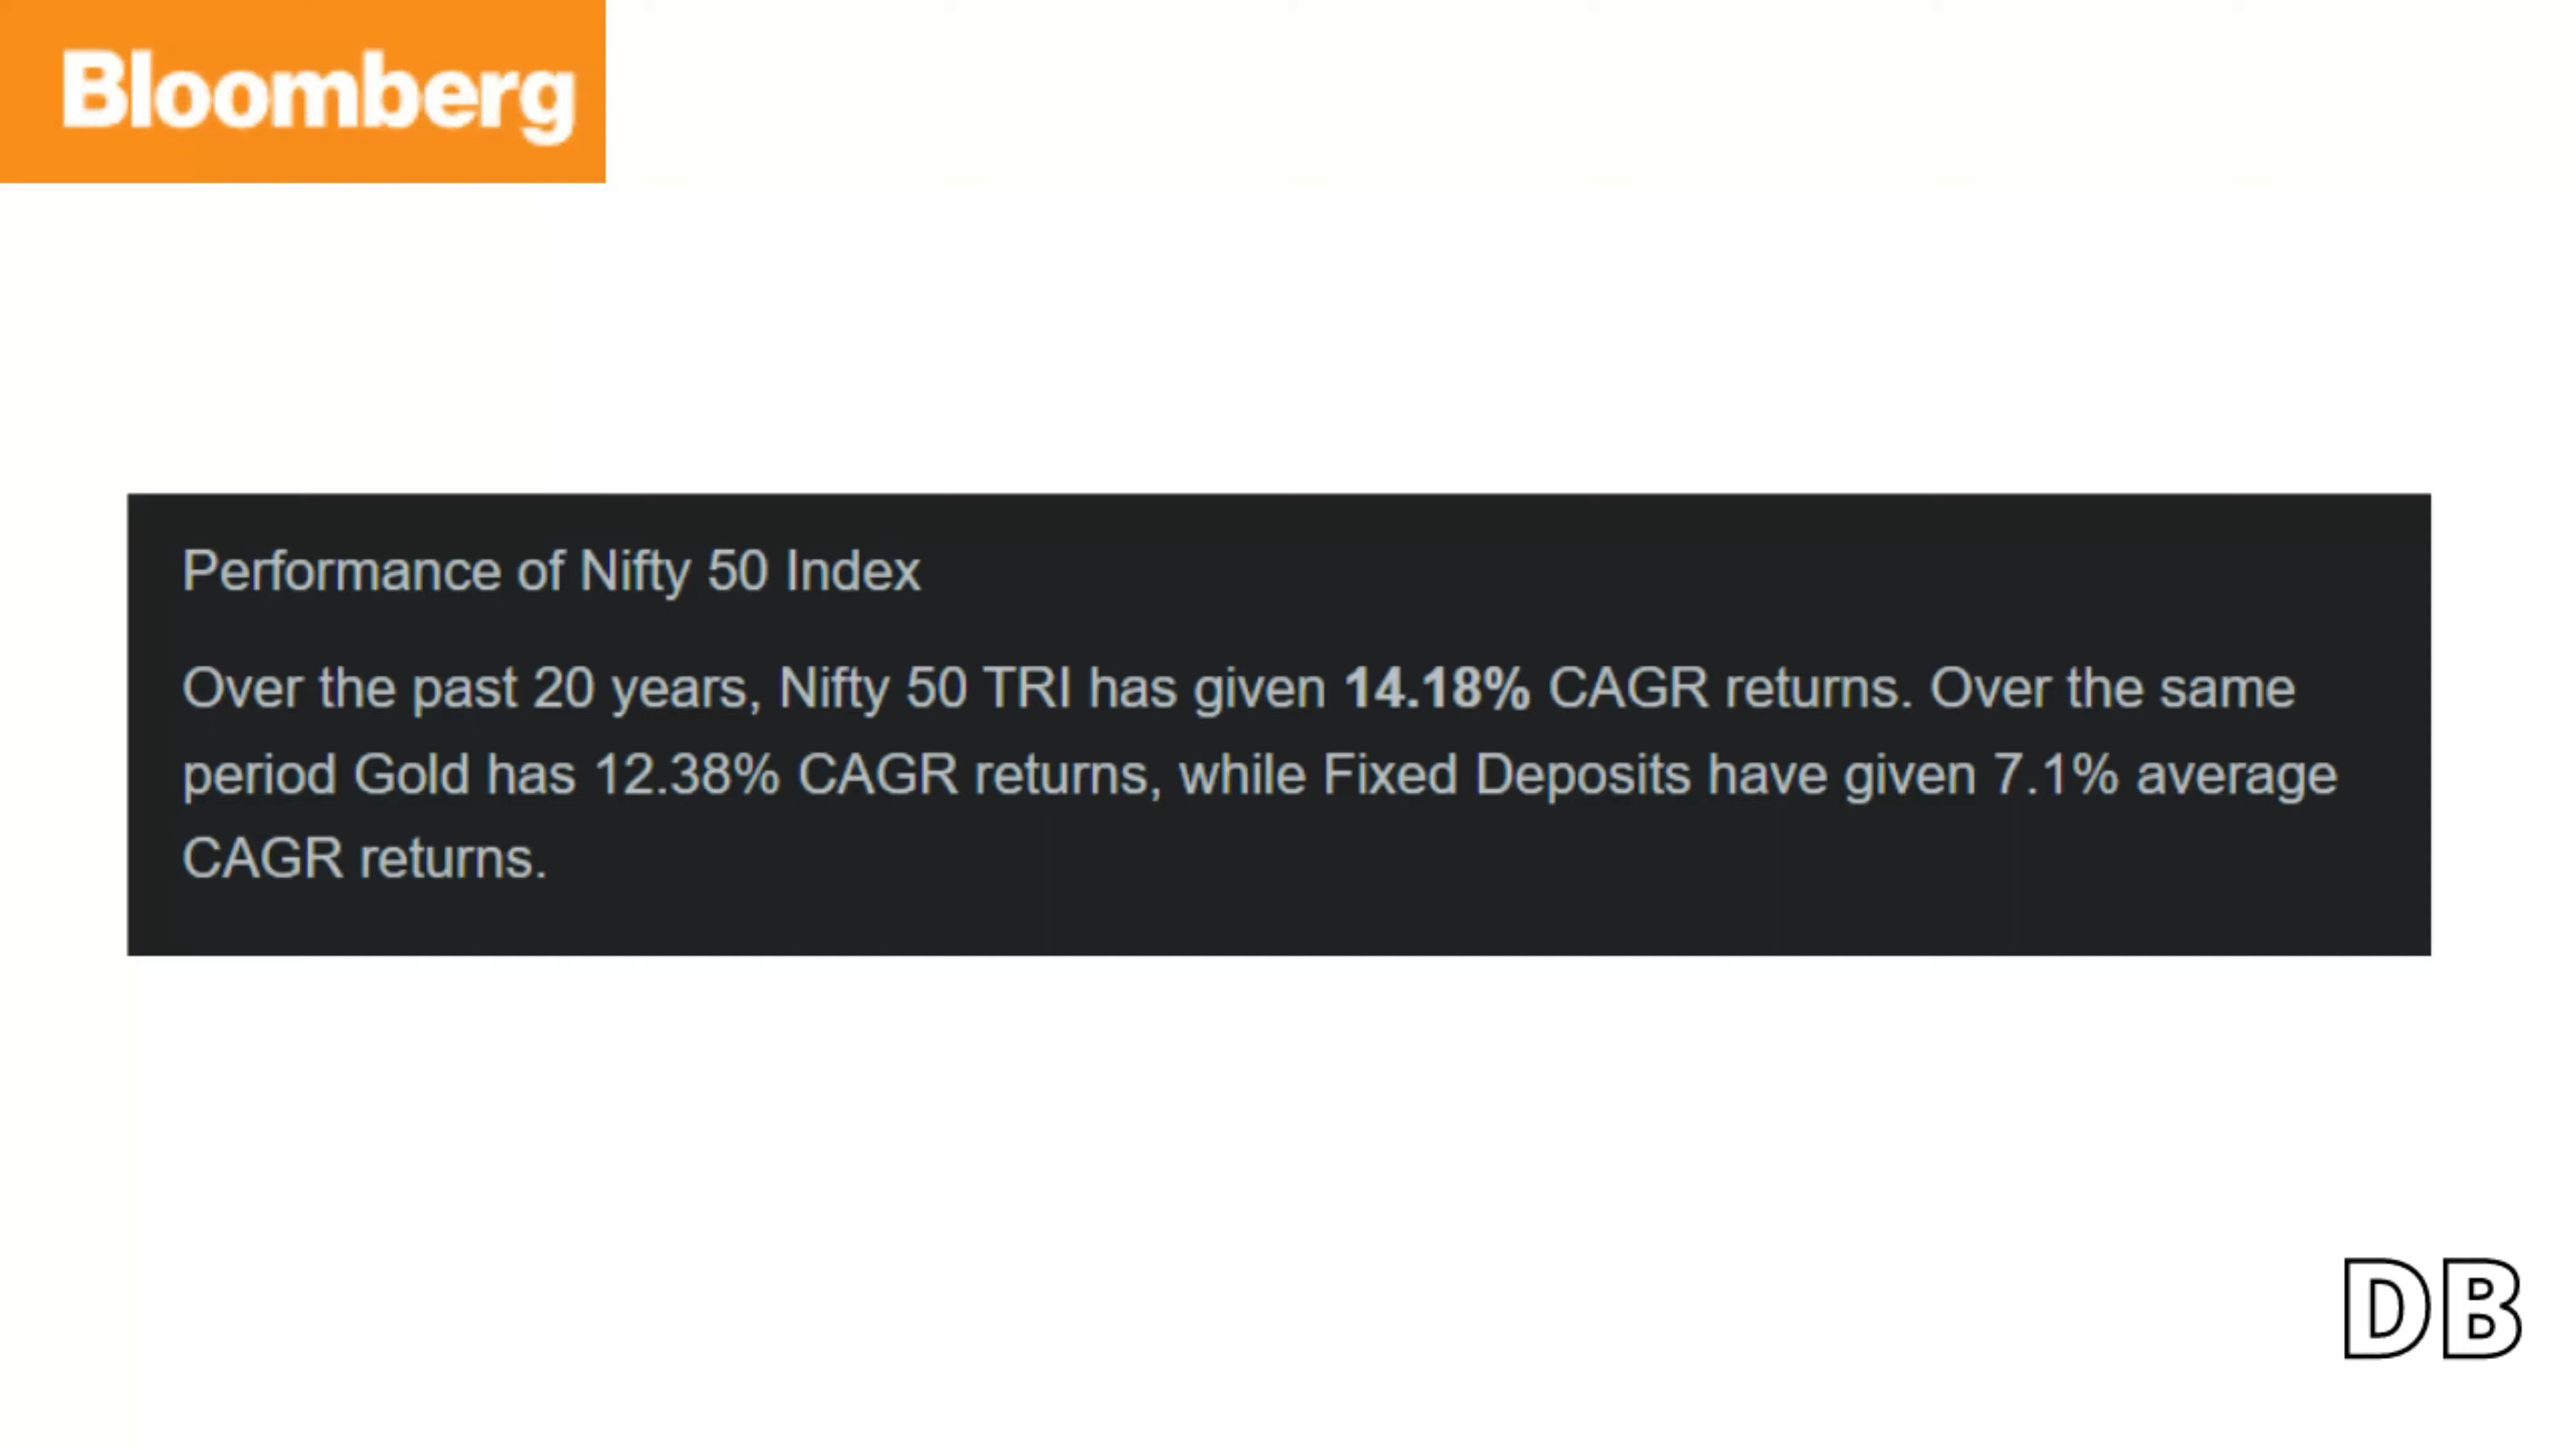 Bloomberg
Performance of Nifty 50 Index
Over the past 20 years, Nifty 50 TRI has given 14.18% CAGR returns. Over the same
period Gold has 12.38% CAGR returns, while Fixed Deposits have given 7.1% average
CAGR returns.
DB